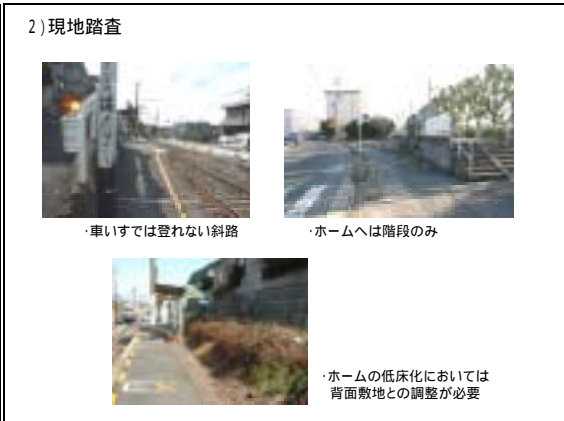 2)現地踏査
·車いすでは登れない斜路
·ホームへは階段のみ
·ホームの低床化においては
背面敷地との調整が必要